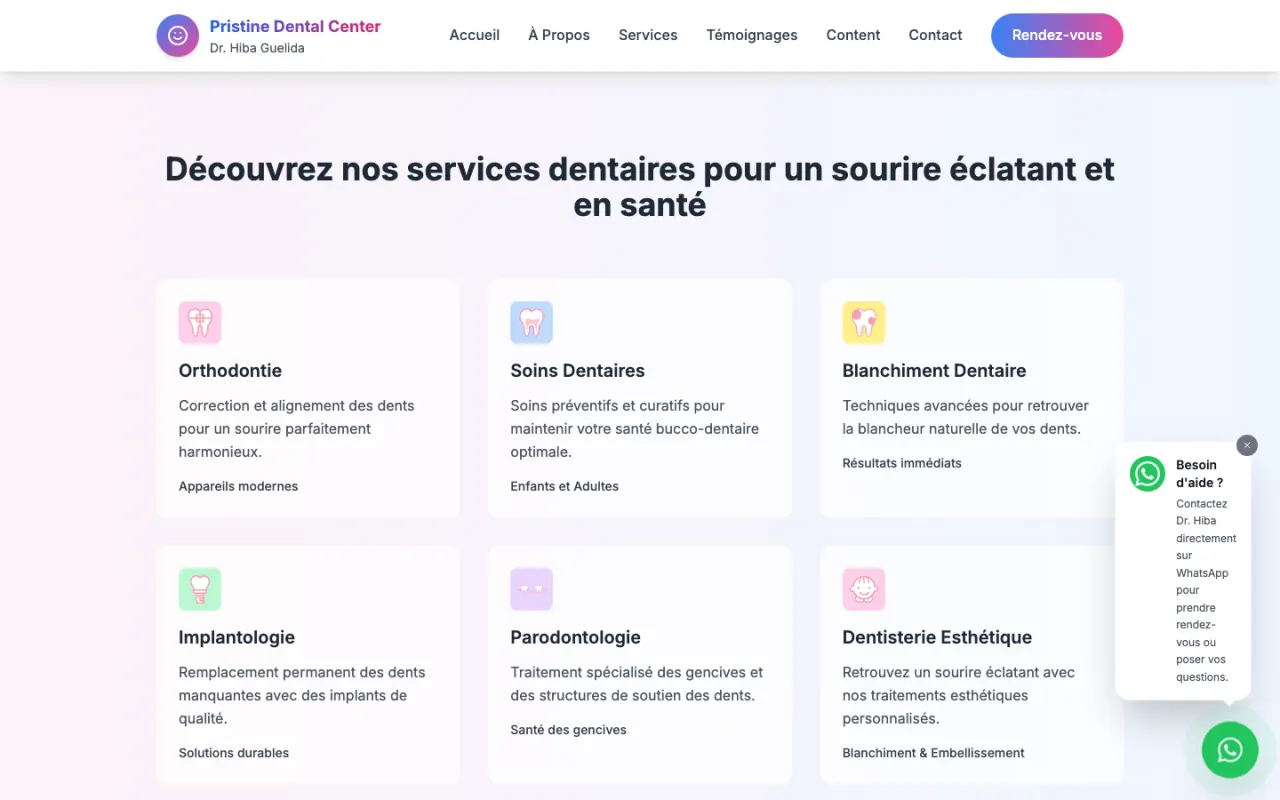 Pristine Dental Center
Dr. Hiba Guelida
Accueil
À Propos
Services
Témoignages
Content
Contact
Rendez-vous
Découvrez nos services dentaires pour un sourire éclatant et
en santé
Orthodontie
Correction et alignement des dents
pour un sourire parfaitement
harmonieux.
Appareils modernes
Soins Dentaires
Soins préventifs et curatifs pour
maintenir votre santé bucco-dentaire
optimale.
Enfants et Adultes
Blanchiment Dentaire
Techniques avancées pour retrouver
la blancheur naturelle de vos dents.
Résultats immédiats
Implantologie
Remplacement permanent des dents
manquantes avec des implants de
qualité.
Solutions durables
Parodontologie
Traitement spécialisé des gencives et
des structures de soutien des dents.
Santé des gencives
Dentisterie Esthétique
Retrouvez un sourire éclatant avec
nos traitements esthétiques
personnalisés.
Blanchiment & Embellissement
Besoin
d'aide ?
Contactez
Dr. Hiba
directement
sur
WhatsApp
pour
prendre
rendez-
vous ou
poser vos
questions.